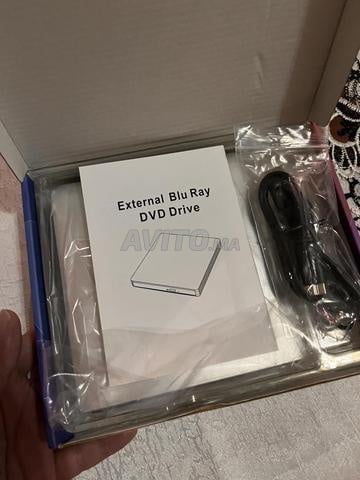 External Blu Ray
DVD Drive
AVITO.MA